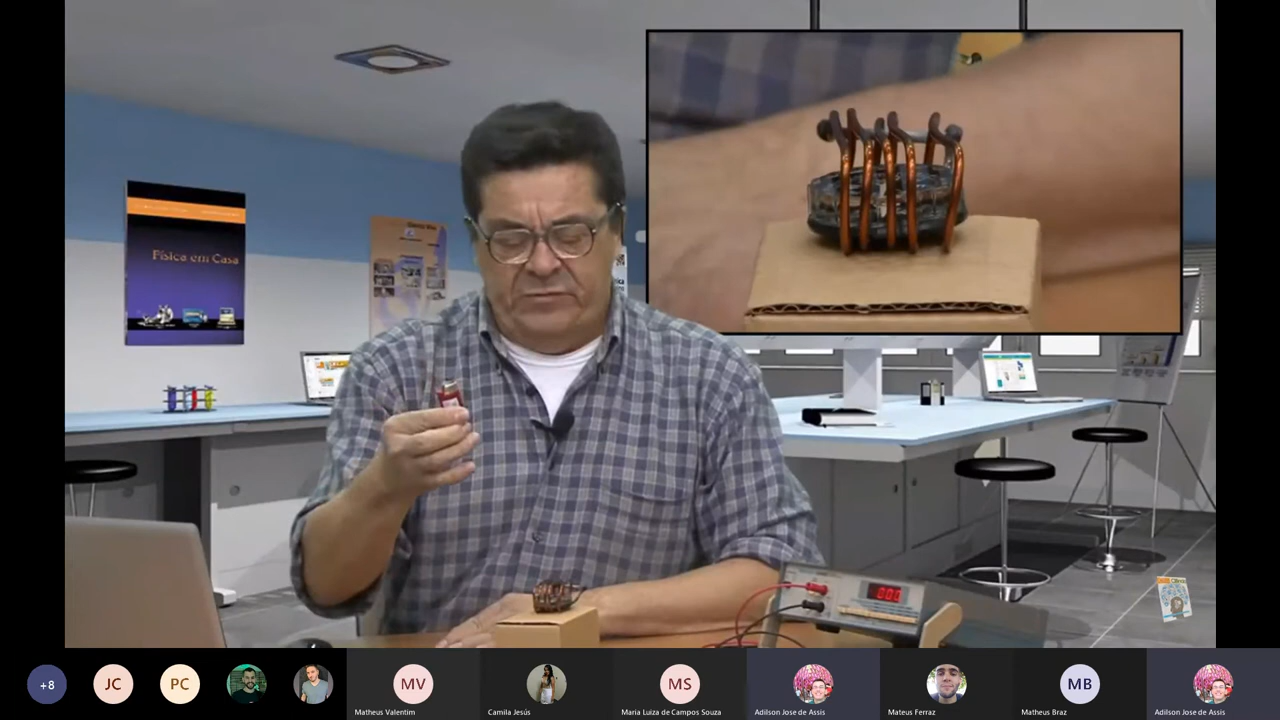 Física em Casa
000
+8
JC
PC
MV
MS
MB
Matheus Valentim
Camila Jesús
Maria Luiza de Campos Souza
Adilson Jose de Assis
Mateus Ferraz
Matheus Braz
Adilson Jose de Assis